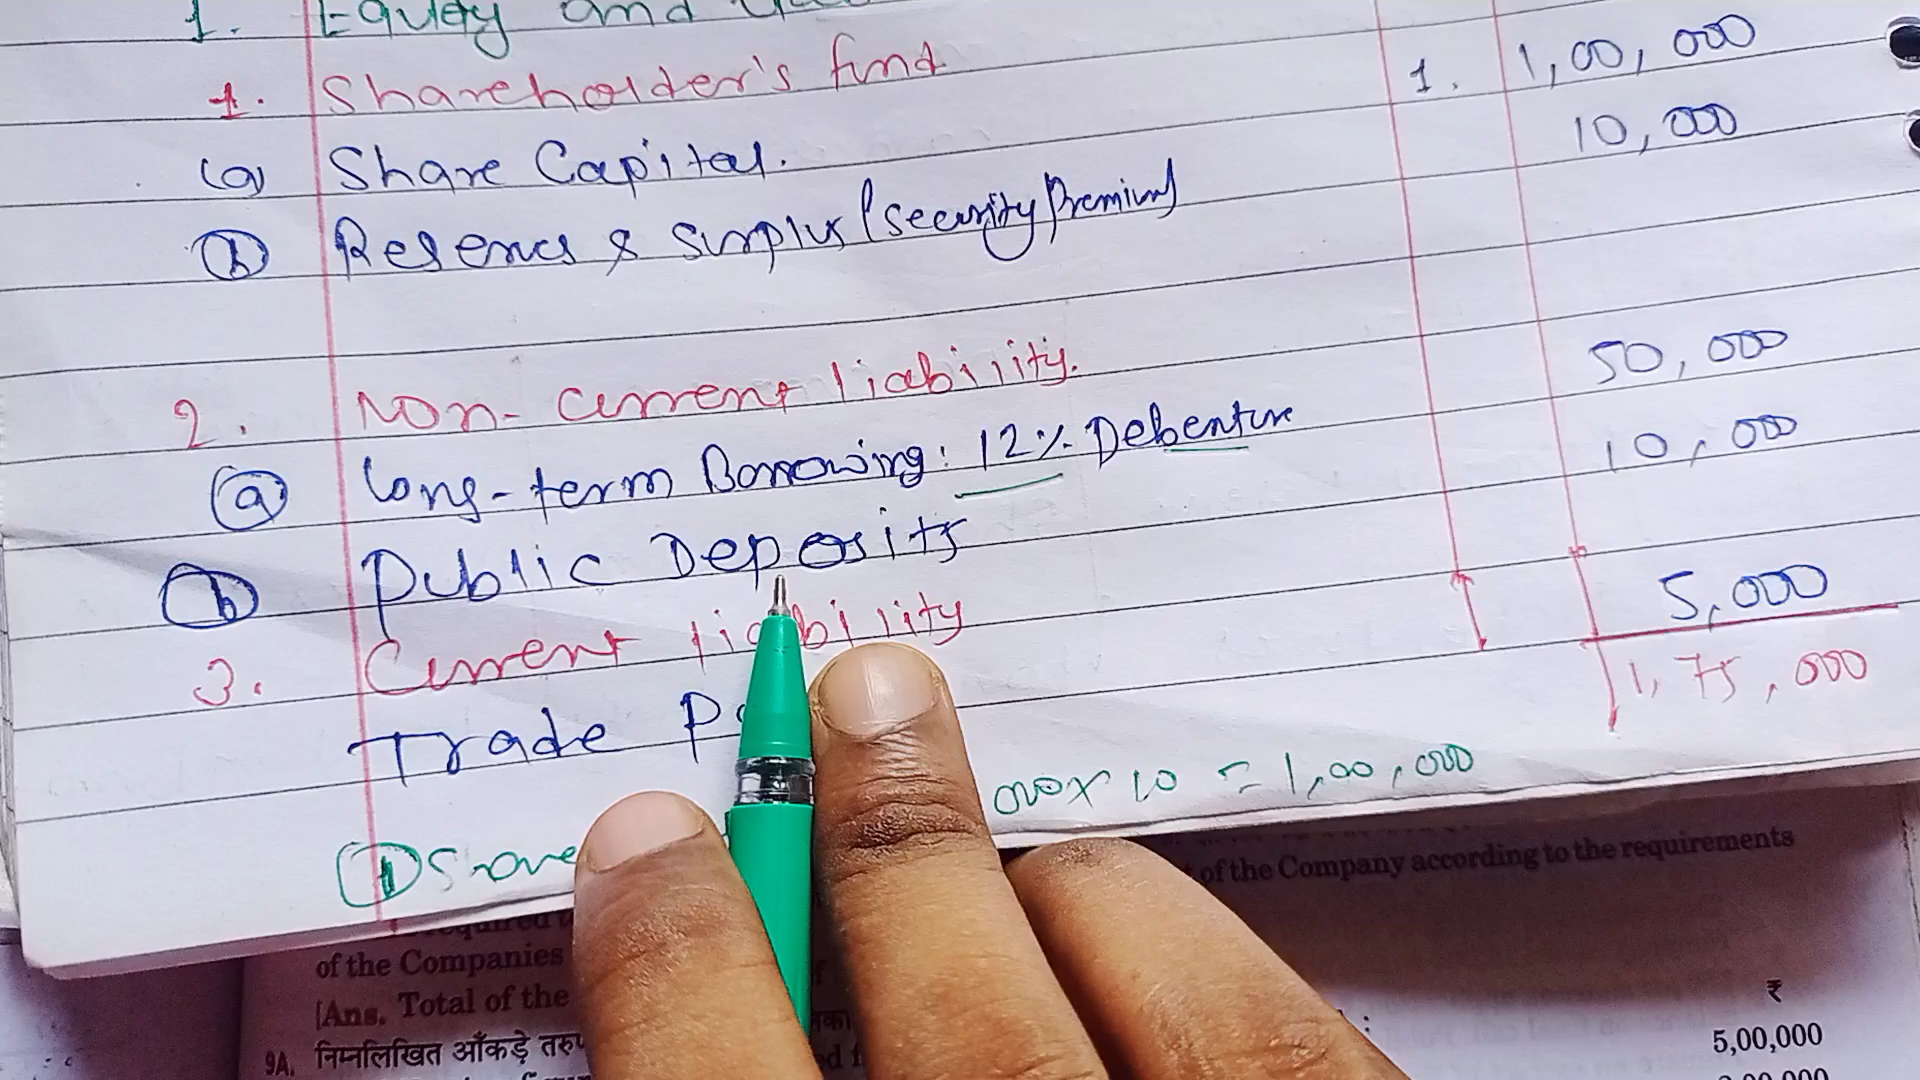 1. Equity and
1. Shareholder's fund
(a) Share Capital. 1. 1,00,000
(b) Reserves & Surplus (Security Premium) 10,000
2. Non-Current liability.
(a) Long-term Borrowing: 12% Debenture 50,000
(b) Public Deposits 10,000
3. Current liability
Trade 5,000
1,75,000
(1) Share 10 = 1,00,000
of the Company according to the requirements
of the Companies
[Ans. Total of the
₹
9A. निम्नलिखित आँकड़े 5,00,000